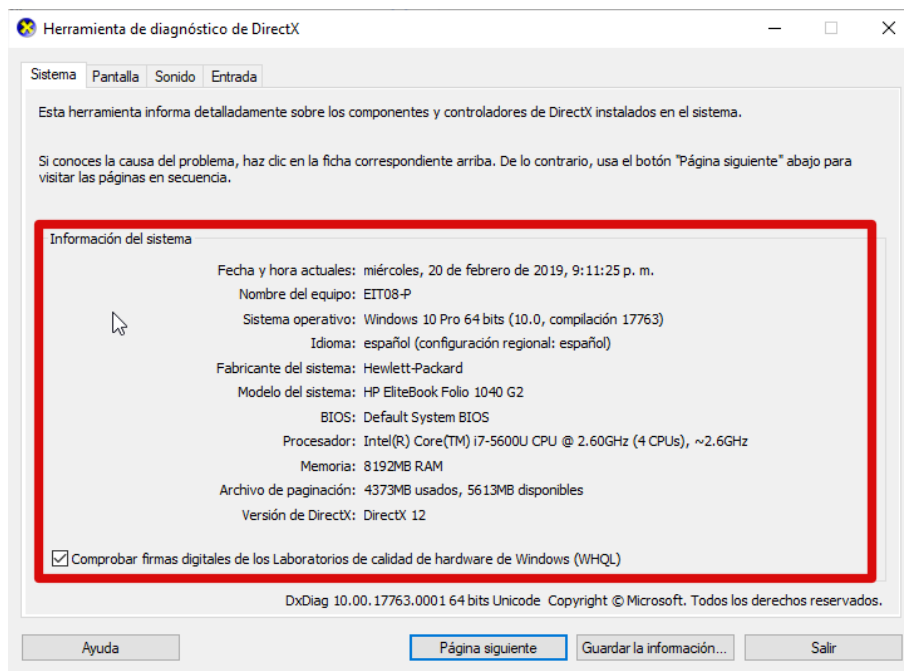 Herramienta de diagnóstico de DirectX
Sistema Pantalla Sonido Entrada
Esta herramienta informa detalladamente sobre los componentes y controladores de DirectX instalados en el sistema.
Si conoces la causa del problema, haz clic en la ficha correspondiente arriba. De lo contrario, usa el botón "Página siguiente" abajo para
visitar las páginas en secuencia.
Información del sistema
Fecha y hora actuales: miércoles, 20 de febrero de 2019, 9:11:25 p. m.
Nombre del equipo: EIT08-P
Sistema operativo: Windows 10 Pro 64 bits (10.0, compilación 17763)
Idioma: español (configuración regional: español)
Fabricante del sistema: Hewlett-Packard
Modelo del sistema: HP EliteBook Folio 1040 G2
BIOS: Default System BIOS
Procesador: Intel(R) Core(TM) i7-5600U CPU @ 2.60GHz (4 CPUs), ~2.6GHz
Memoria: 8192MB RAM
Archivo de paginación: 4373MB usados, 5613MB disponibles
Versión de DirectX: DirectX 12
Comprobar firmas digitales de los Laboratorios de calidad de hardware de Windows (WHQL)
DxDiag 10.00.17763.0001 64 bits Unicode Copyright © Microsoft. Todos los derechos reservados.
Ayuda Página siguiente Guardar la información... Salir